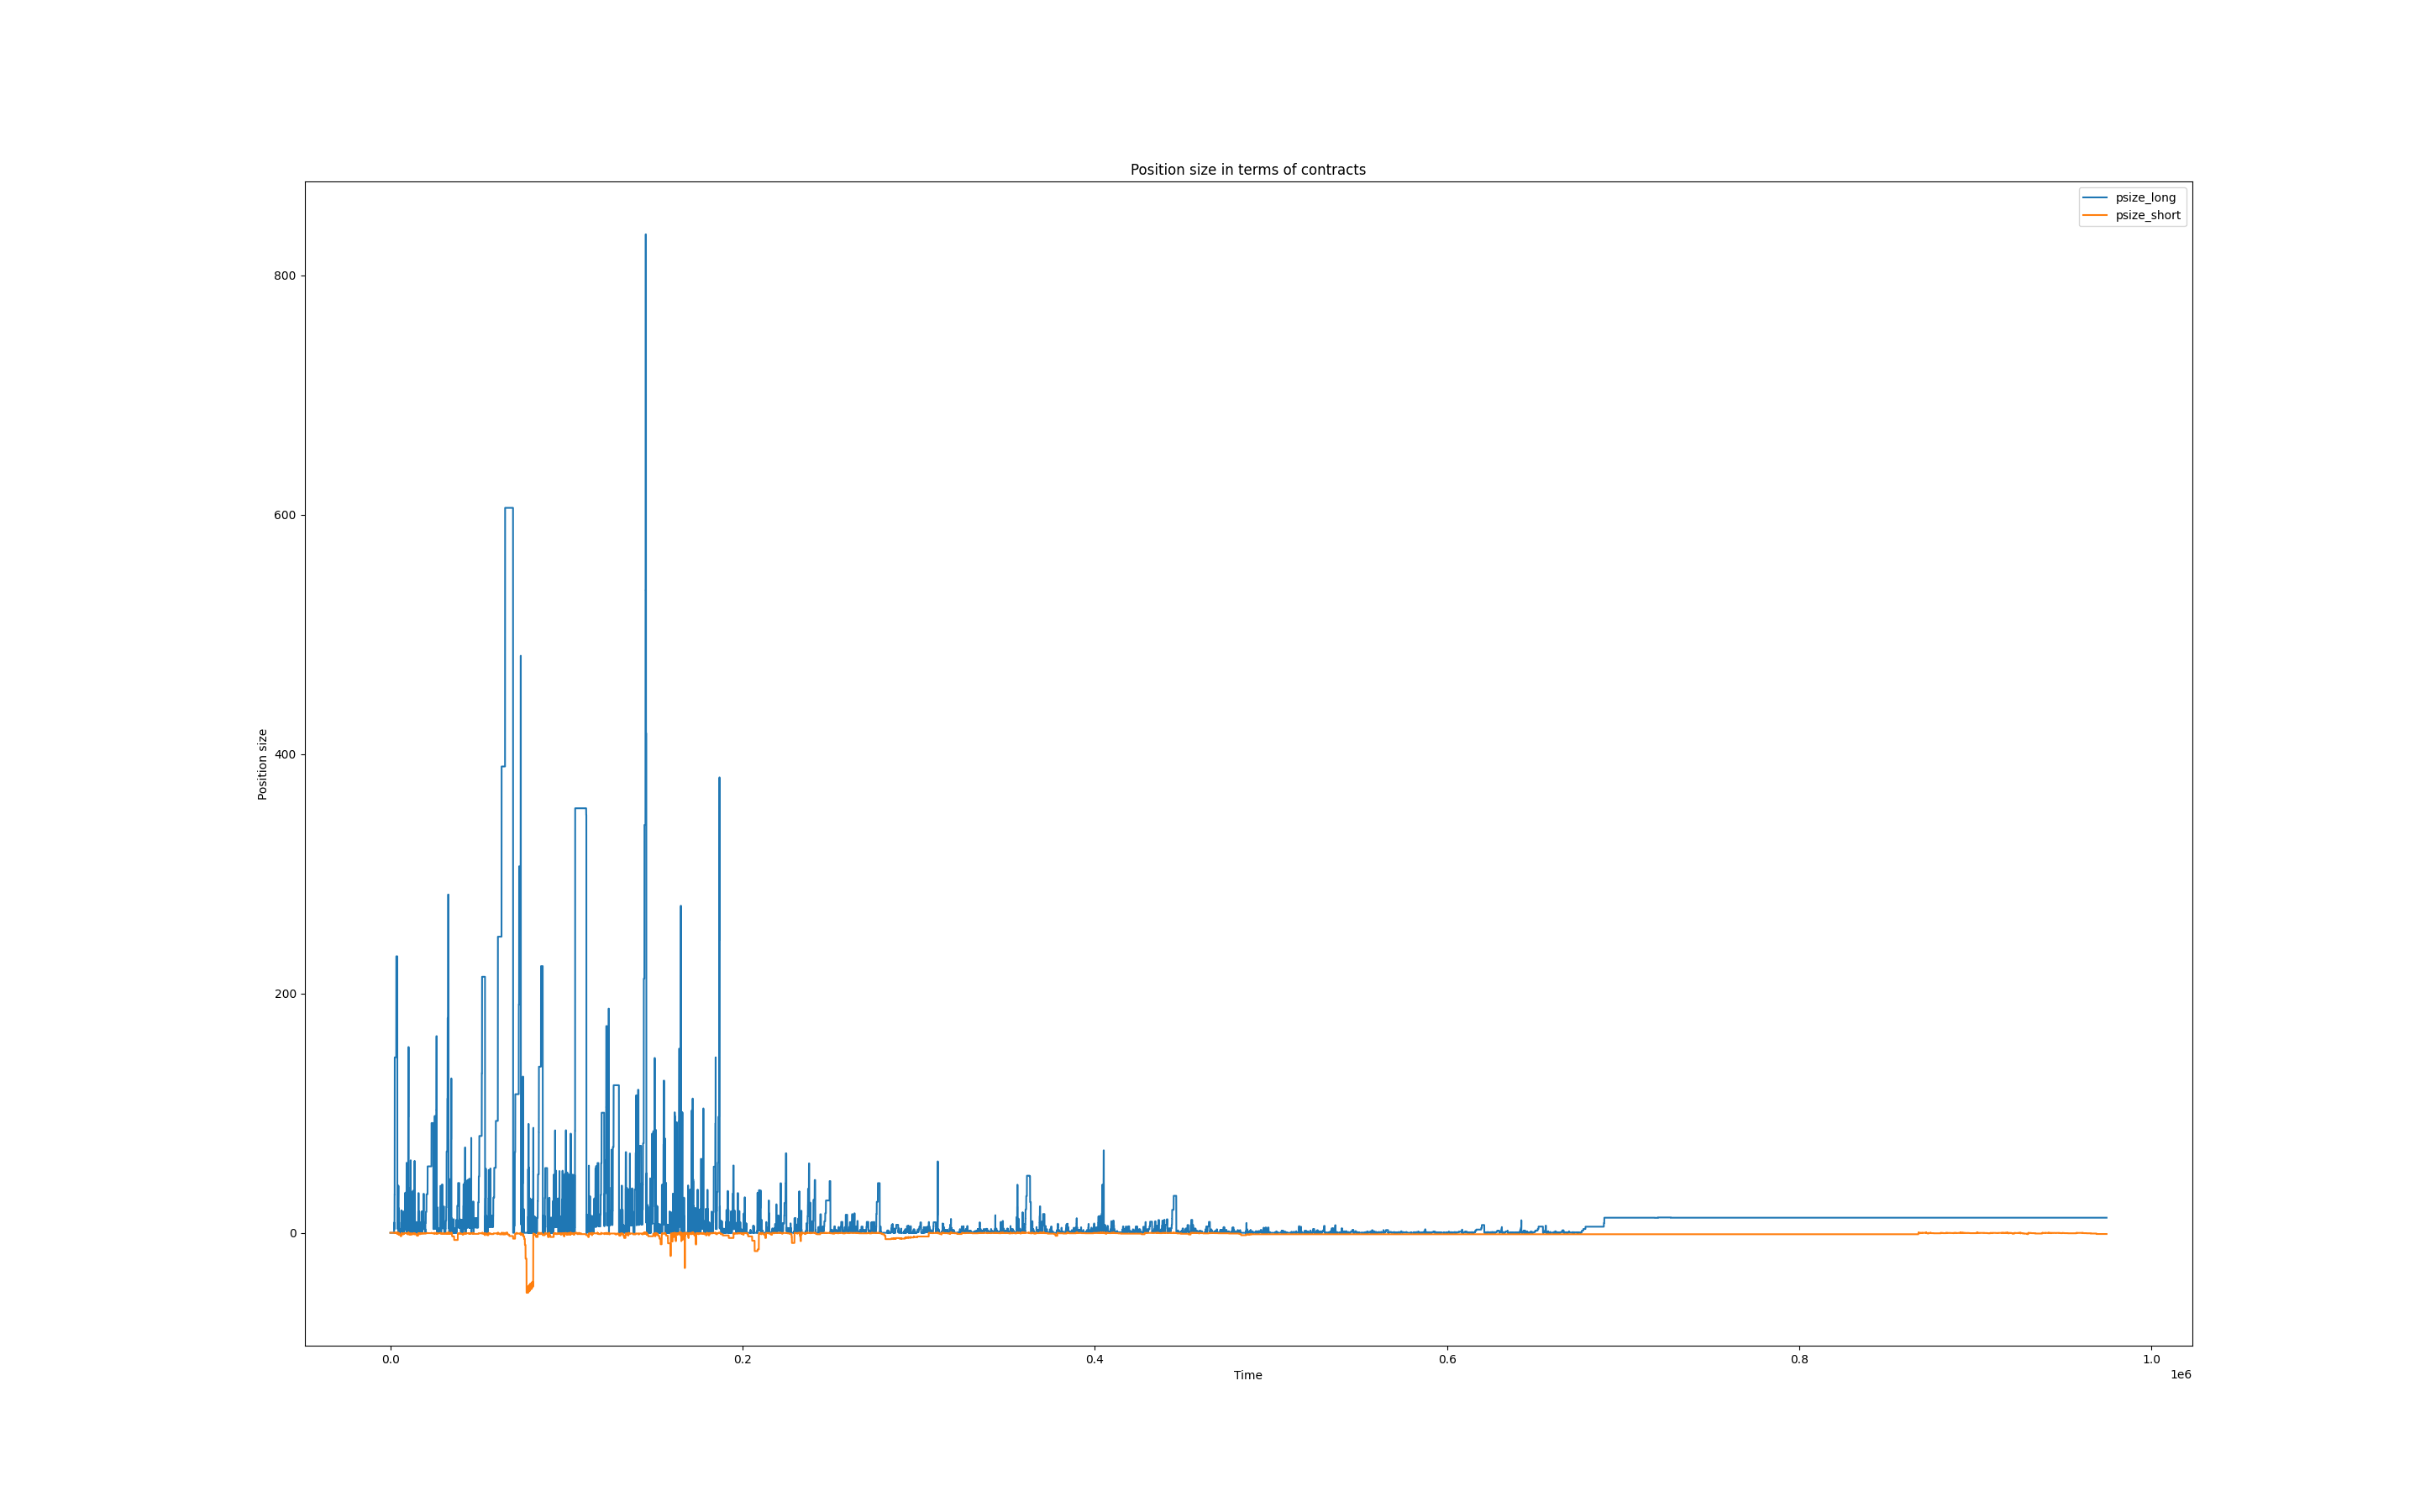 Position size in terms of contracts
psize_long
psize_short
800
600
400
200
0
Position size
0.0
0.2
0.4
0.6
0.8
1.0
Time
1e6